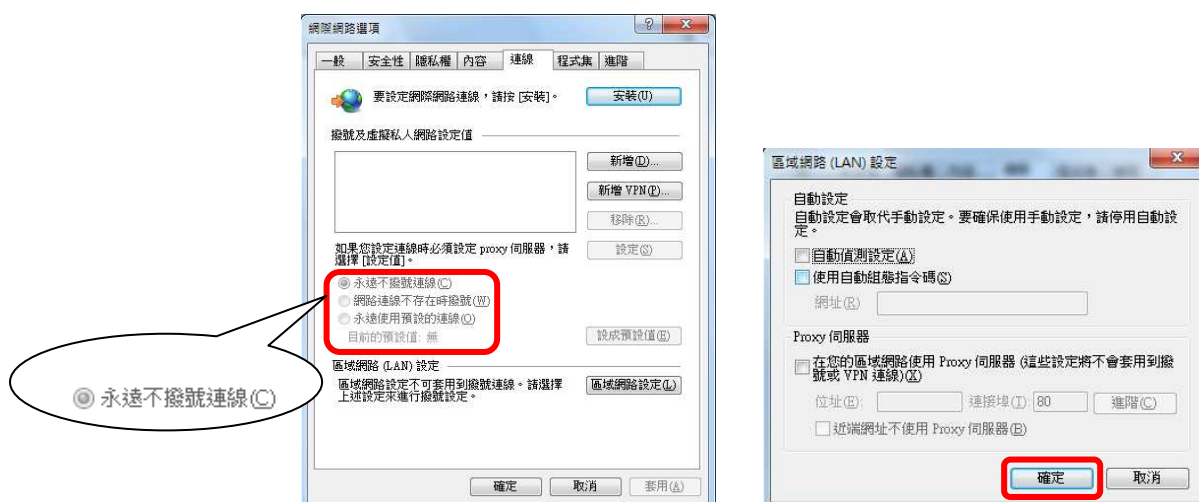 網際網路選項
一般 安全性 隱私權 內容 連線 程式集 進階
要設定網際網路連線，請按 [安裝]。 安裝(U)
撥號及虛擬私人網路設定值
新增(D)...
新增 VPN(P)...
移除(R)...
如果您設定連線時必須設定 proxy 伺服器，請
選擇 [設定值]。
設定(S)
永遠不撥號連線(C)
網路連線不存在時撥號(W)
永遠使用預設的連線(O)
目前的預設值: 無 設成預設值(E)
區域網路 (LAN) 設定
區域網路設定不可套用到撥號連線。請選擇
上述設定來進行撥號設定。
區域網路設定(L)
確定 取消 套用(A)
永遠不撥號連線(C)
區域網路 (LAN) 設定
自動設定
自動設定會取代手動設定。要確保使用手動設定，請停用自動設
定。
自動偵測設定(A)
使用自動組態指令碼(S)
網址(R)
Proxy 伺服器
在您的區域網路使用 Proxy 伺服器 (這些設定將不會套用到撥
號或 VPN 連線)(X)
位址(E): 連接埠(T): 80 進階(C)
近端網址不使用 Proxy 伺服器(B)
確定 取消